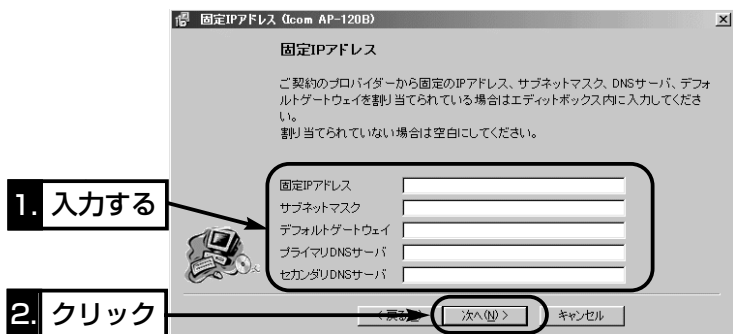 固定IPアドレス (Icom AP-120B)
固定IPアドレス
ご契約のプロバイダーから固定のIPアドレス、サブネットマスク、DNSサーバ、デフォ
ルトゲートウェイを割り当てられている場合はエディットボックス内に入力してくださ
い。
割り当てられていない場合は空白にしてください。
1. 入力する
固定IPアドレス
サブネットマスク
デフォルトゲートウェイ
プライマリDNSサーバ
セカンダリDNSサーバ
2. クリック
< 戻る
次へ(N) >
キャンセル